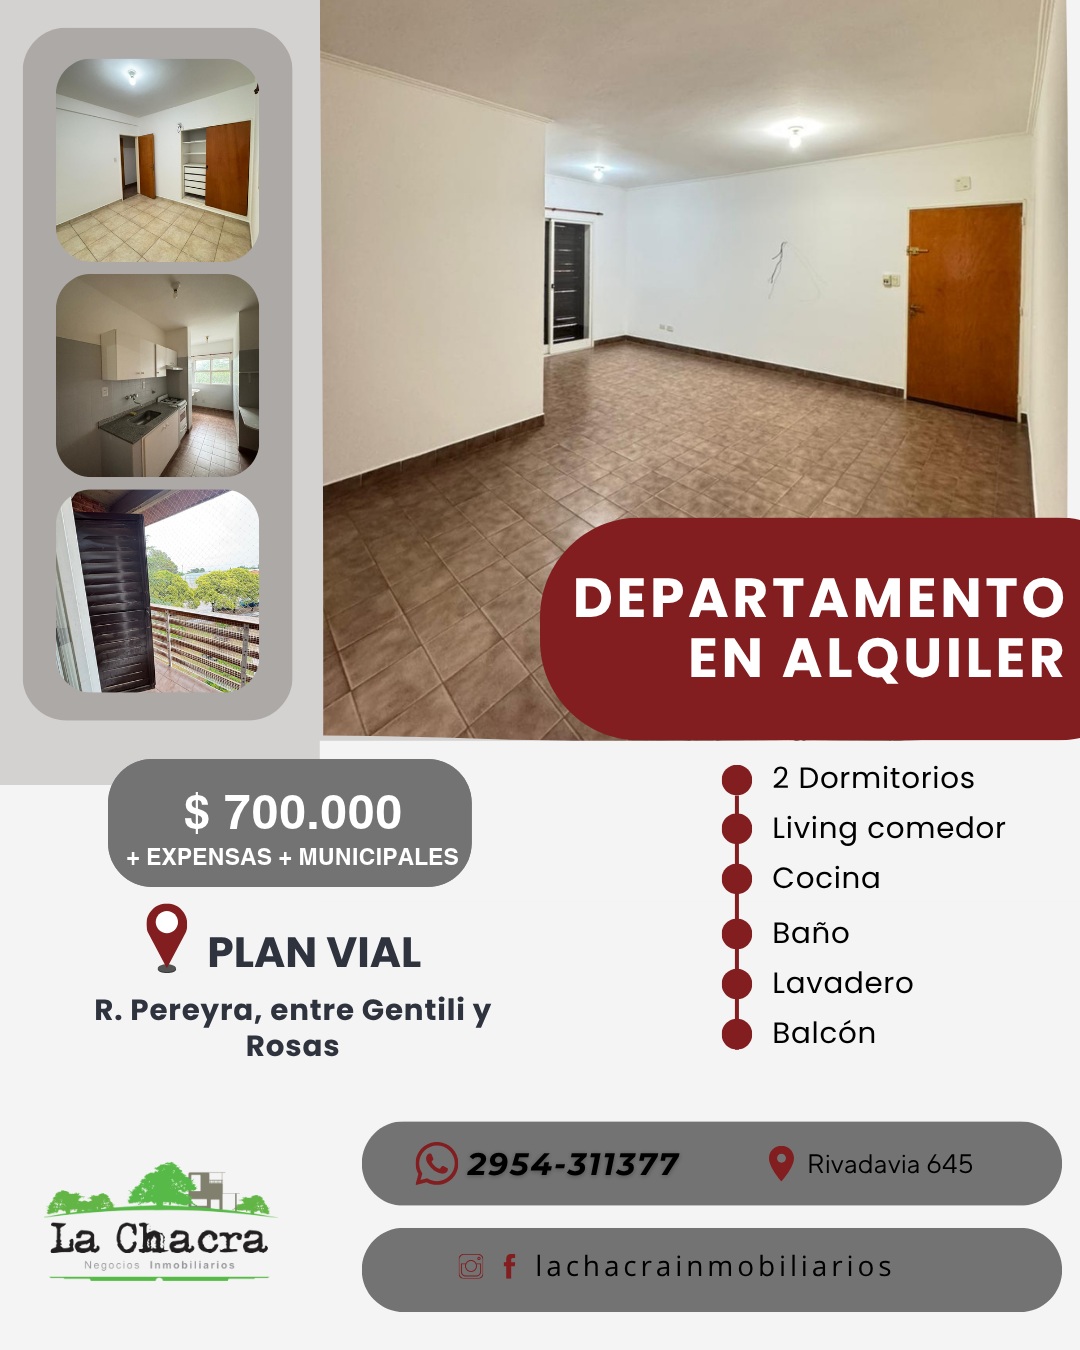 DEPARTAMENTO
EN ALQUILER
$ 700.000
+ EXPENSAS + MUNICIPALES
PLAN VIAL
R. Pereyra, entre Gentili y
Rosas
2 Dormitorios
Living comedor
Cocina
Baño
Lavadero
Balcón
2954-311377
Rivadavia 645
lachacrainmobiliarios
La Chacra
Negocios Inmobiliarios